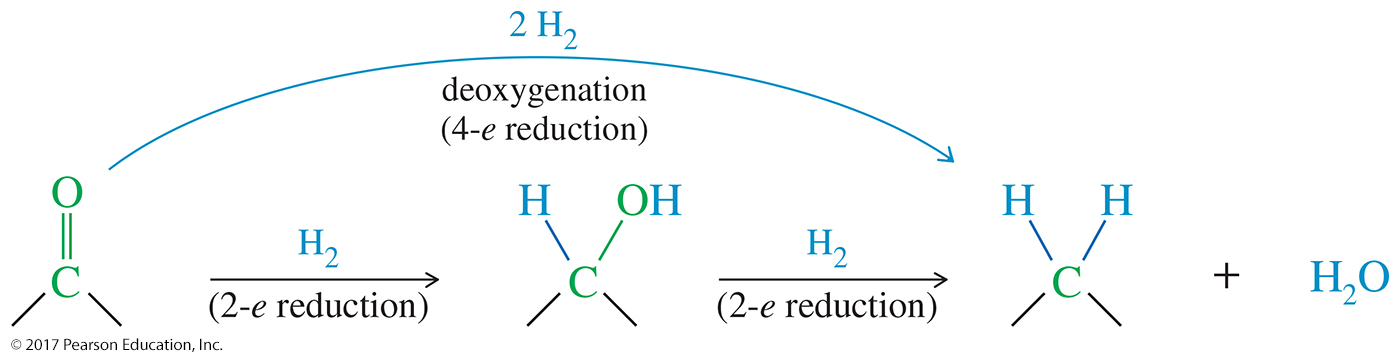 2 H₂
deoxygenation
(4-e reduction)
O
C
H₂
(2-e reduction)
H OH
C
H₂
(2-e reduction)
H H
C
+ H₂O
© 2017 Pearson Education, Inc.